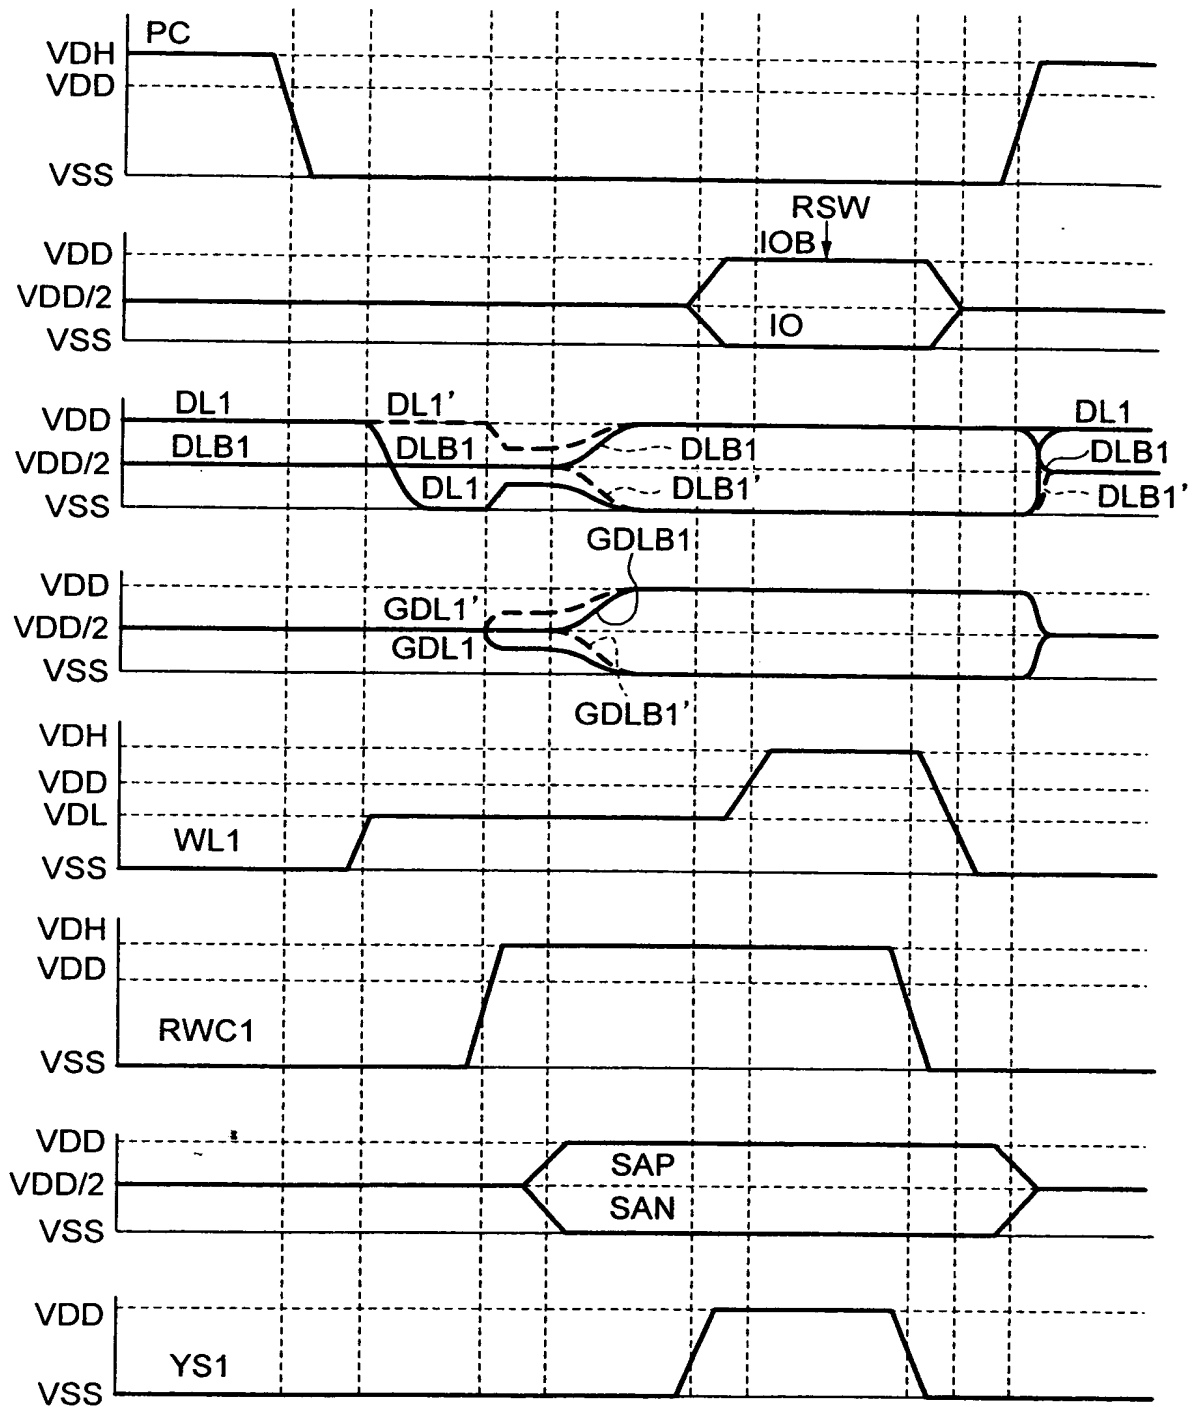 PC
VDH
VDD
VSS
RSW
VDD
IOB
VDD/2
IO
VSS
DL1
DL1'
DL1
VDD
DLB1
DLB1
DLB1
DLB1
VDD/2
DL1
DLB1'
DLB1'
VSS
GDLB1
VDD
GDL1'
VDD/2
GDL1
VSS
GDLB1'
VDH
VDD
VDL
WL1
VSS
VDH
VDD
RWC1
VSS
VDD
SAP
VDD/2
SAN
VSS
VDD
YS1
VSS